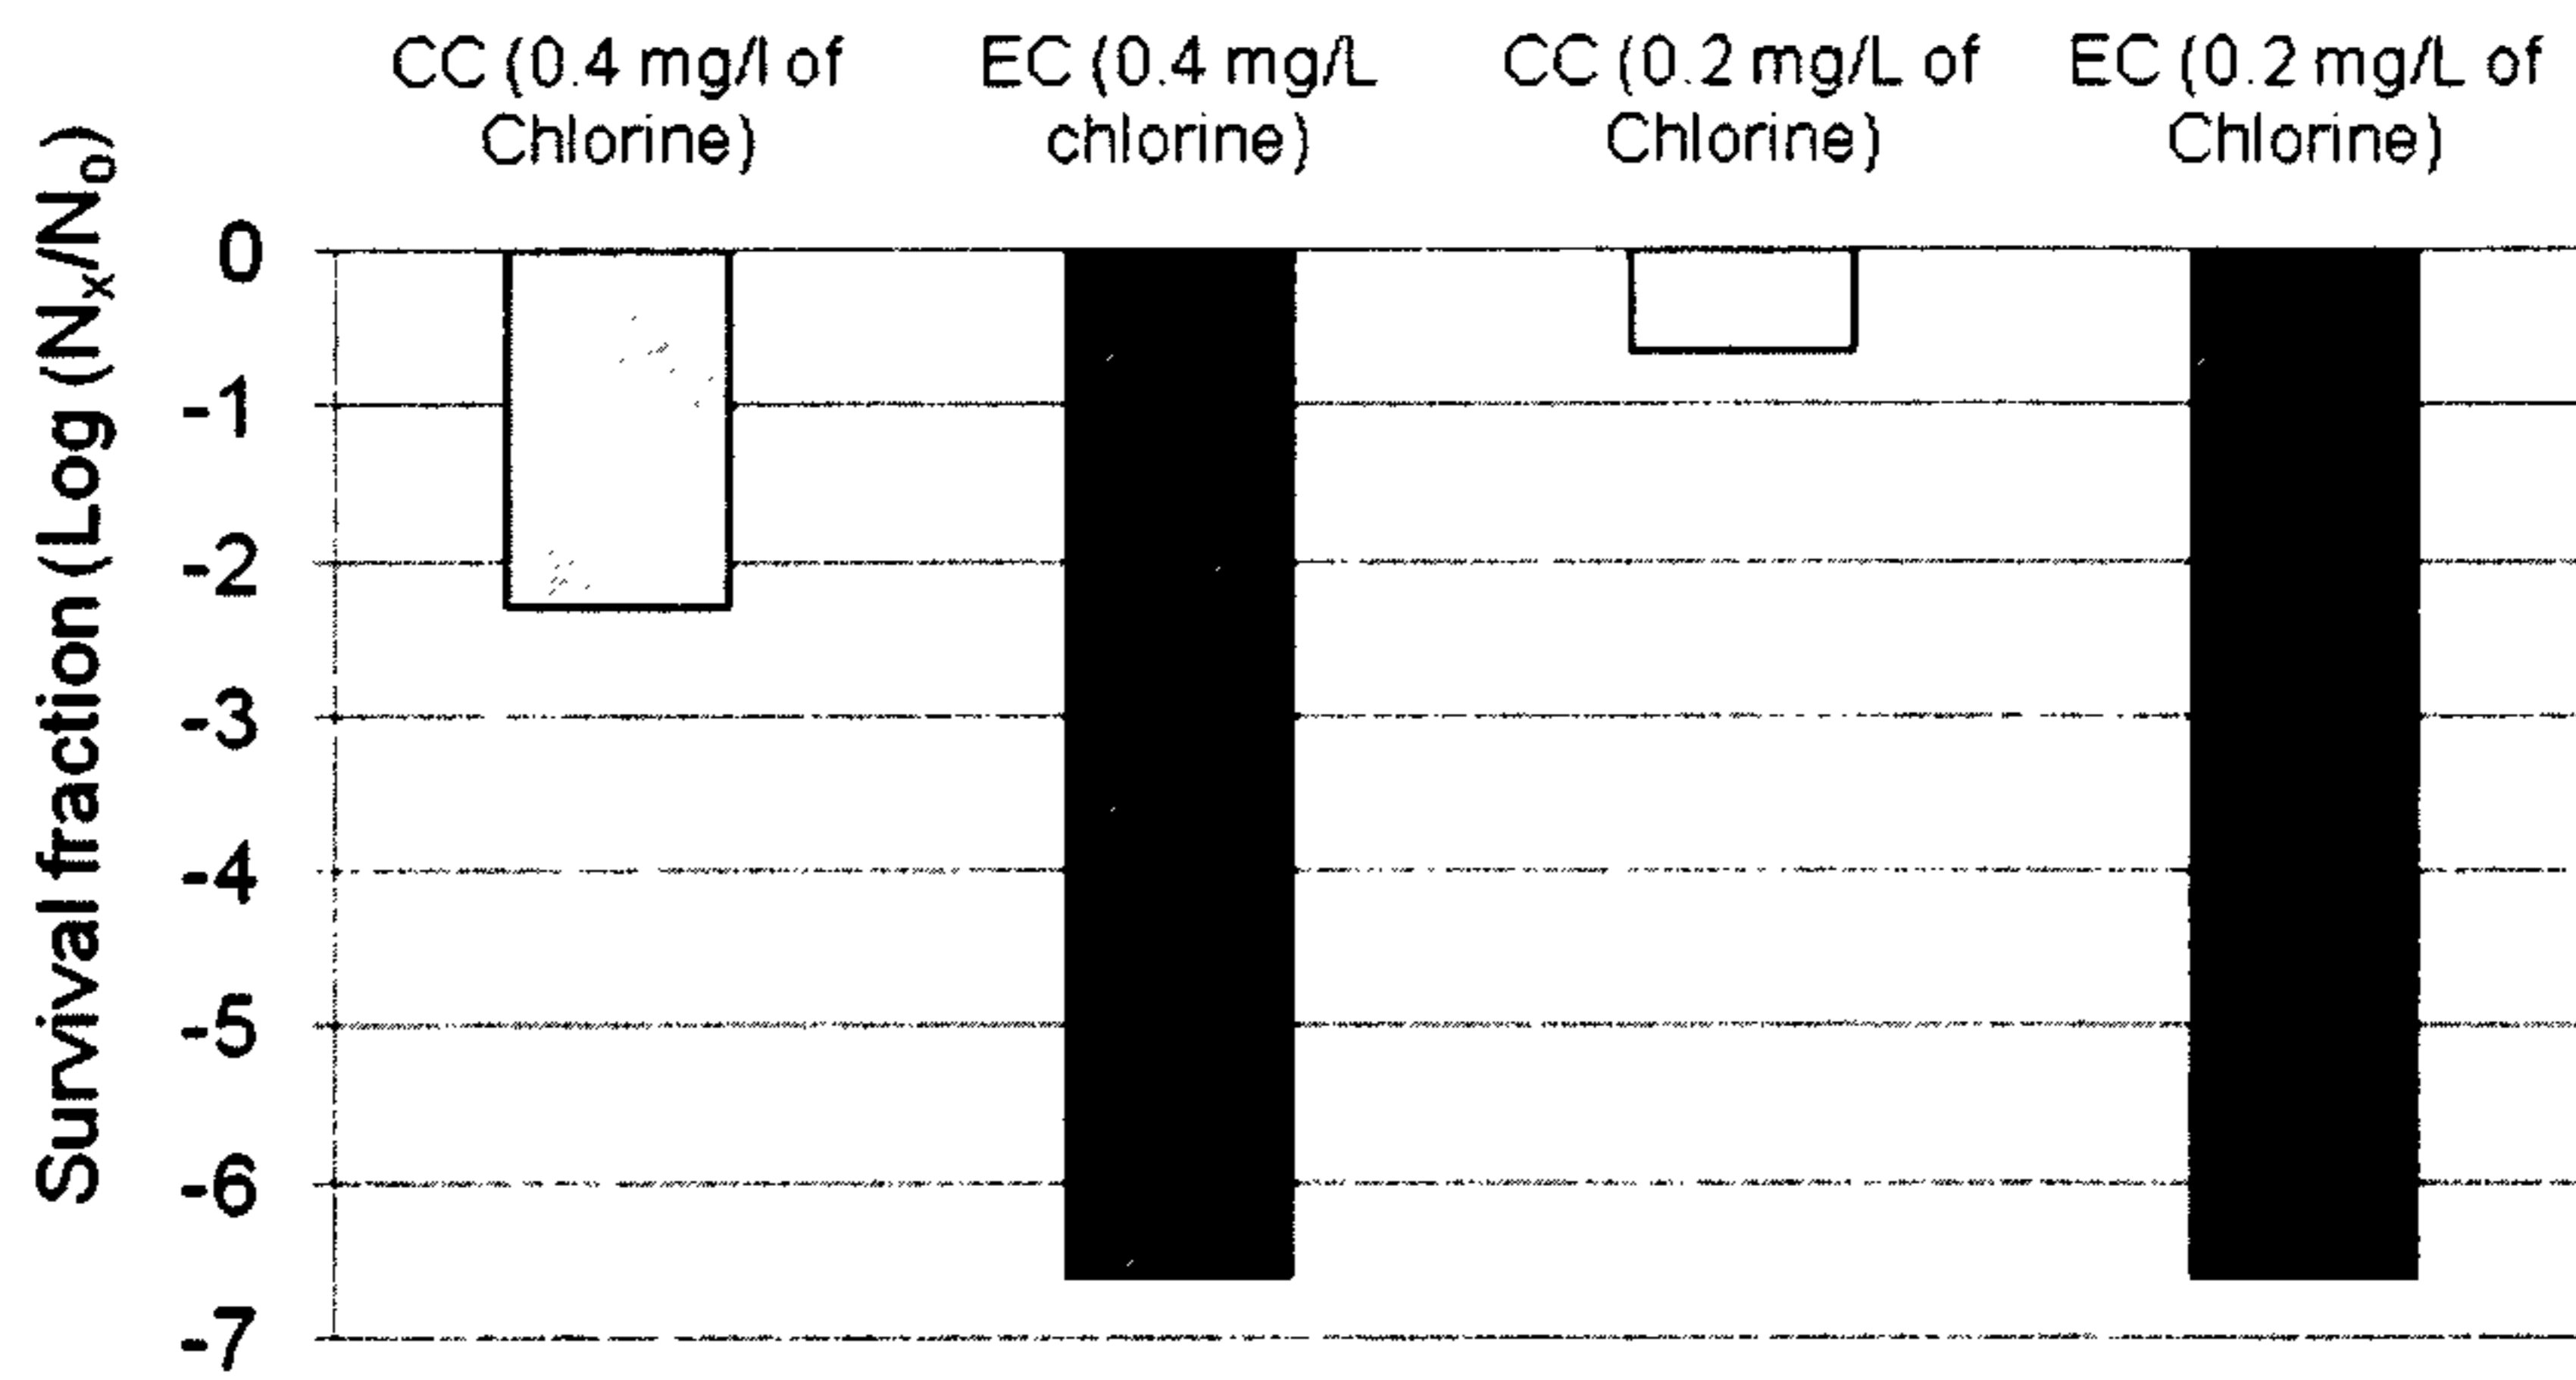 CC (0.4 mg/l of
Chlorine)
EC (0.4 mg/L
chlorine)
CC (0.2 mg/L of
Chlorine)
EC (0.2 mg/L of
Chlorine)
Survival fraction (Log (Nx/N0)
0
-1
-2
-3
-4
-5
-6
-7